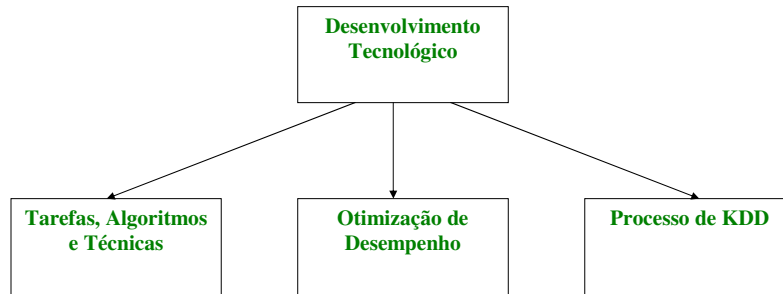 Desenvolvimento
Tecnológico
Tarefas, Algoritmos
e Técnicas
Otimização de
Desempenho
Processo de KDD